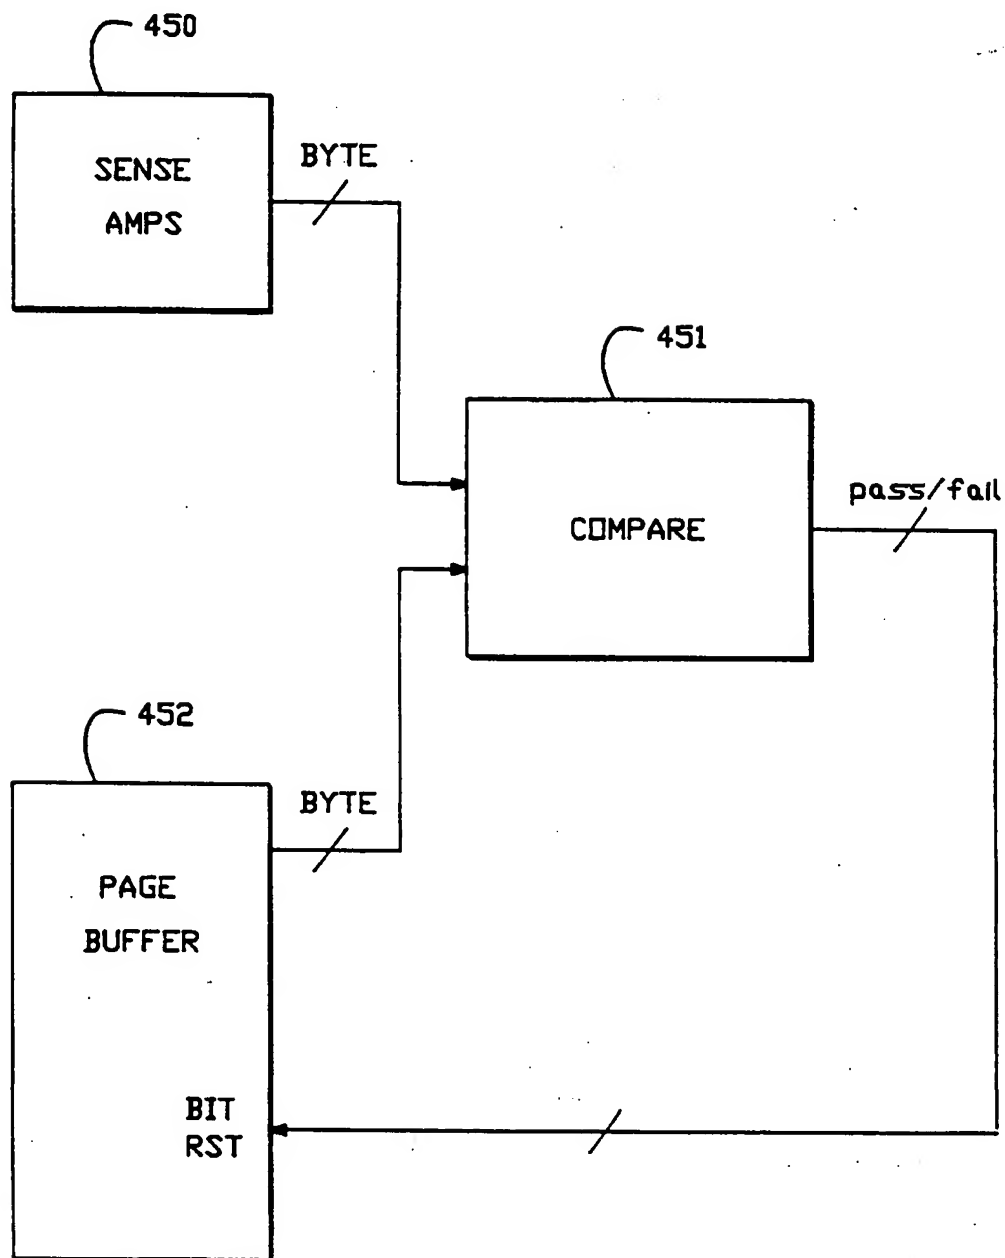 450
SENSE
AMPS
BYTE
451
COMPARE
pass/fail
452
BYTE
PAGE
BUFFER
BIT
RST